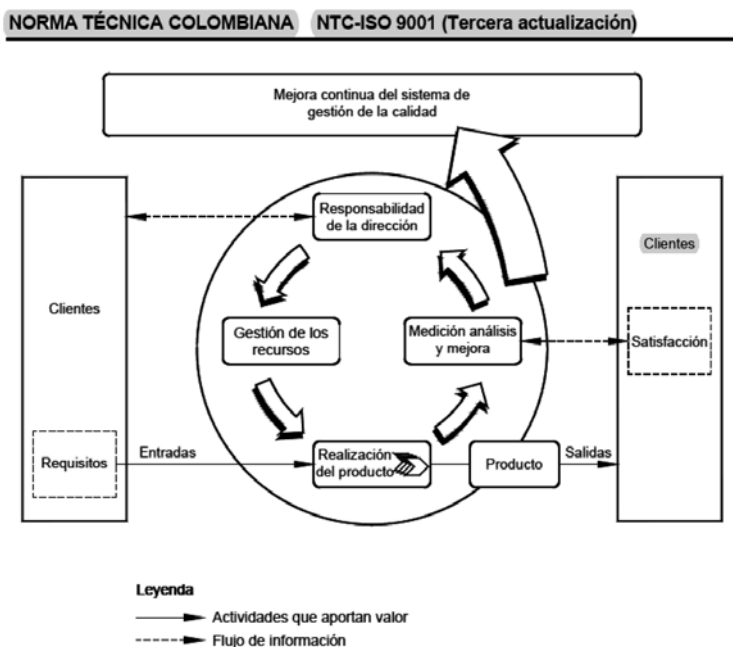 NORMA TÉCNICA COLOMBIANA NTC-ISO 9001 (Tercera actualización)
Mejora continua del sistema de
gestión de la calidad
Responsabilidad
de la dirección
Clientes
Clientes
Gestión de los
recursos
Medición análisis
y mejora
Satisfacción
Requisitos
Entradas
Realización
del producto
Producto
Salidas
Leyenda
Actividades que aportan valor
Flujo de información